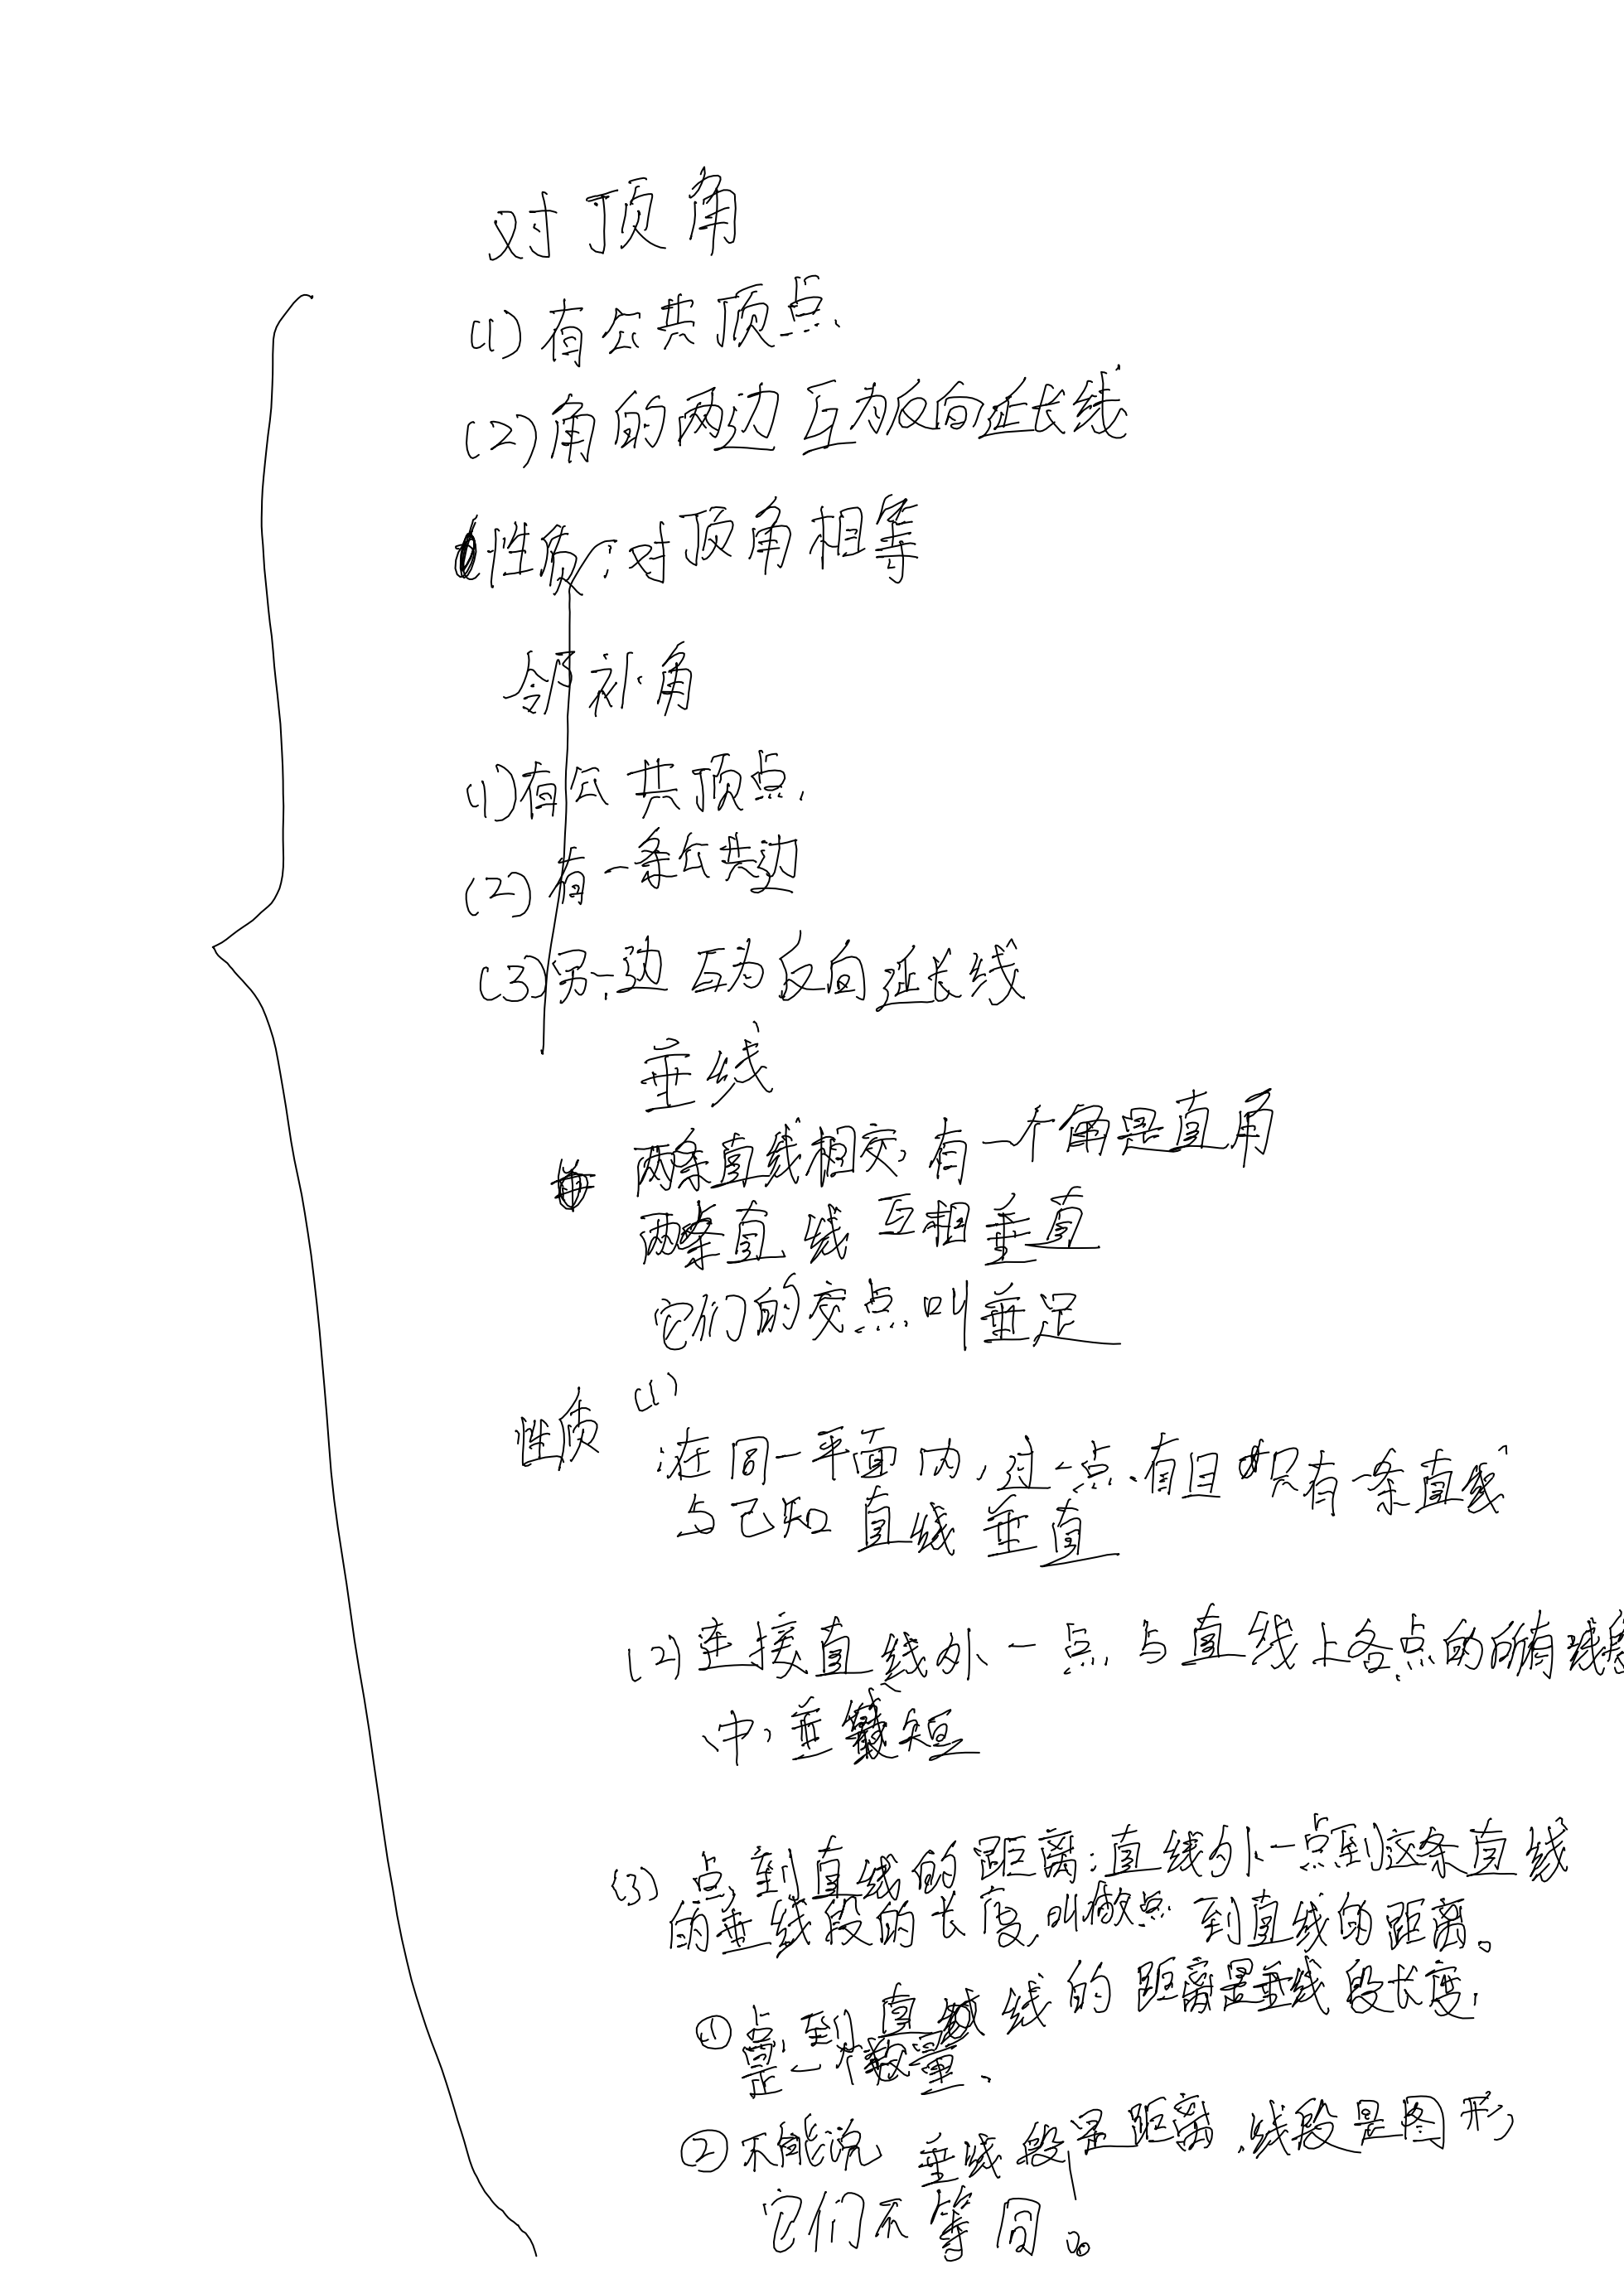 对顶角
(1)有公共顶点
(2)角的两边互为反向延长线
性质:对顶角相等
邻补角
(1)有公共顶点
(2)有一条公共边
(3)另一边互为反向延长线
垂线
两条直线相交,有一个角是直角
两条直线互相垂直
它们的交点叫垂足
性质 (1)
:在同一平面内,过一点有且只有一条直线
与已知直线垂直
(2)连接直线外一点与直线上各点的所有线段
中,垂线最短
(3)点到直线的距离:直线外一点到这条直线
的垂线段的长度,叫做点到直线的距离。
①点到直线的距离是垂线段长度,
是一个数量、
②不能说垂线段是距离,线段是图形,
它们不等同。